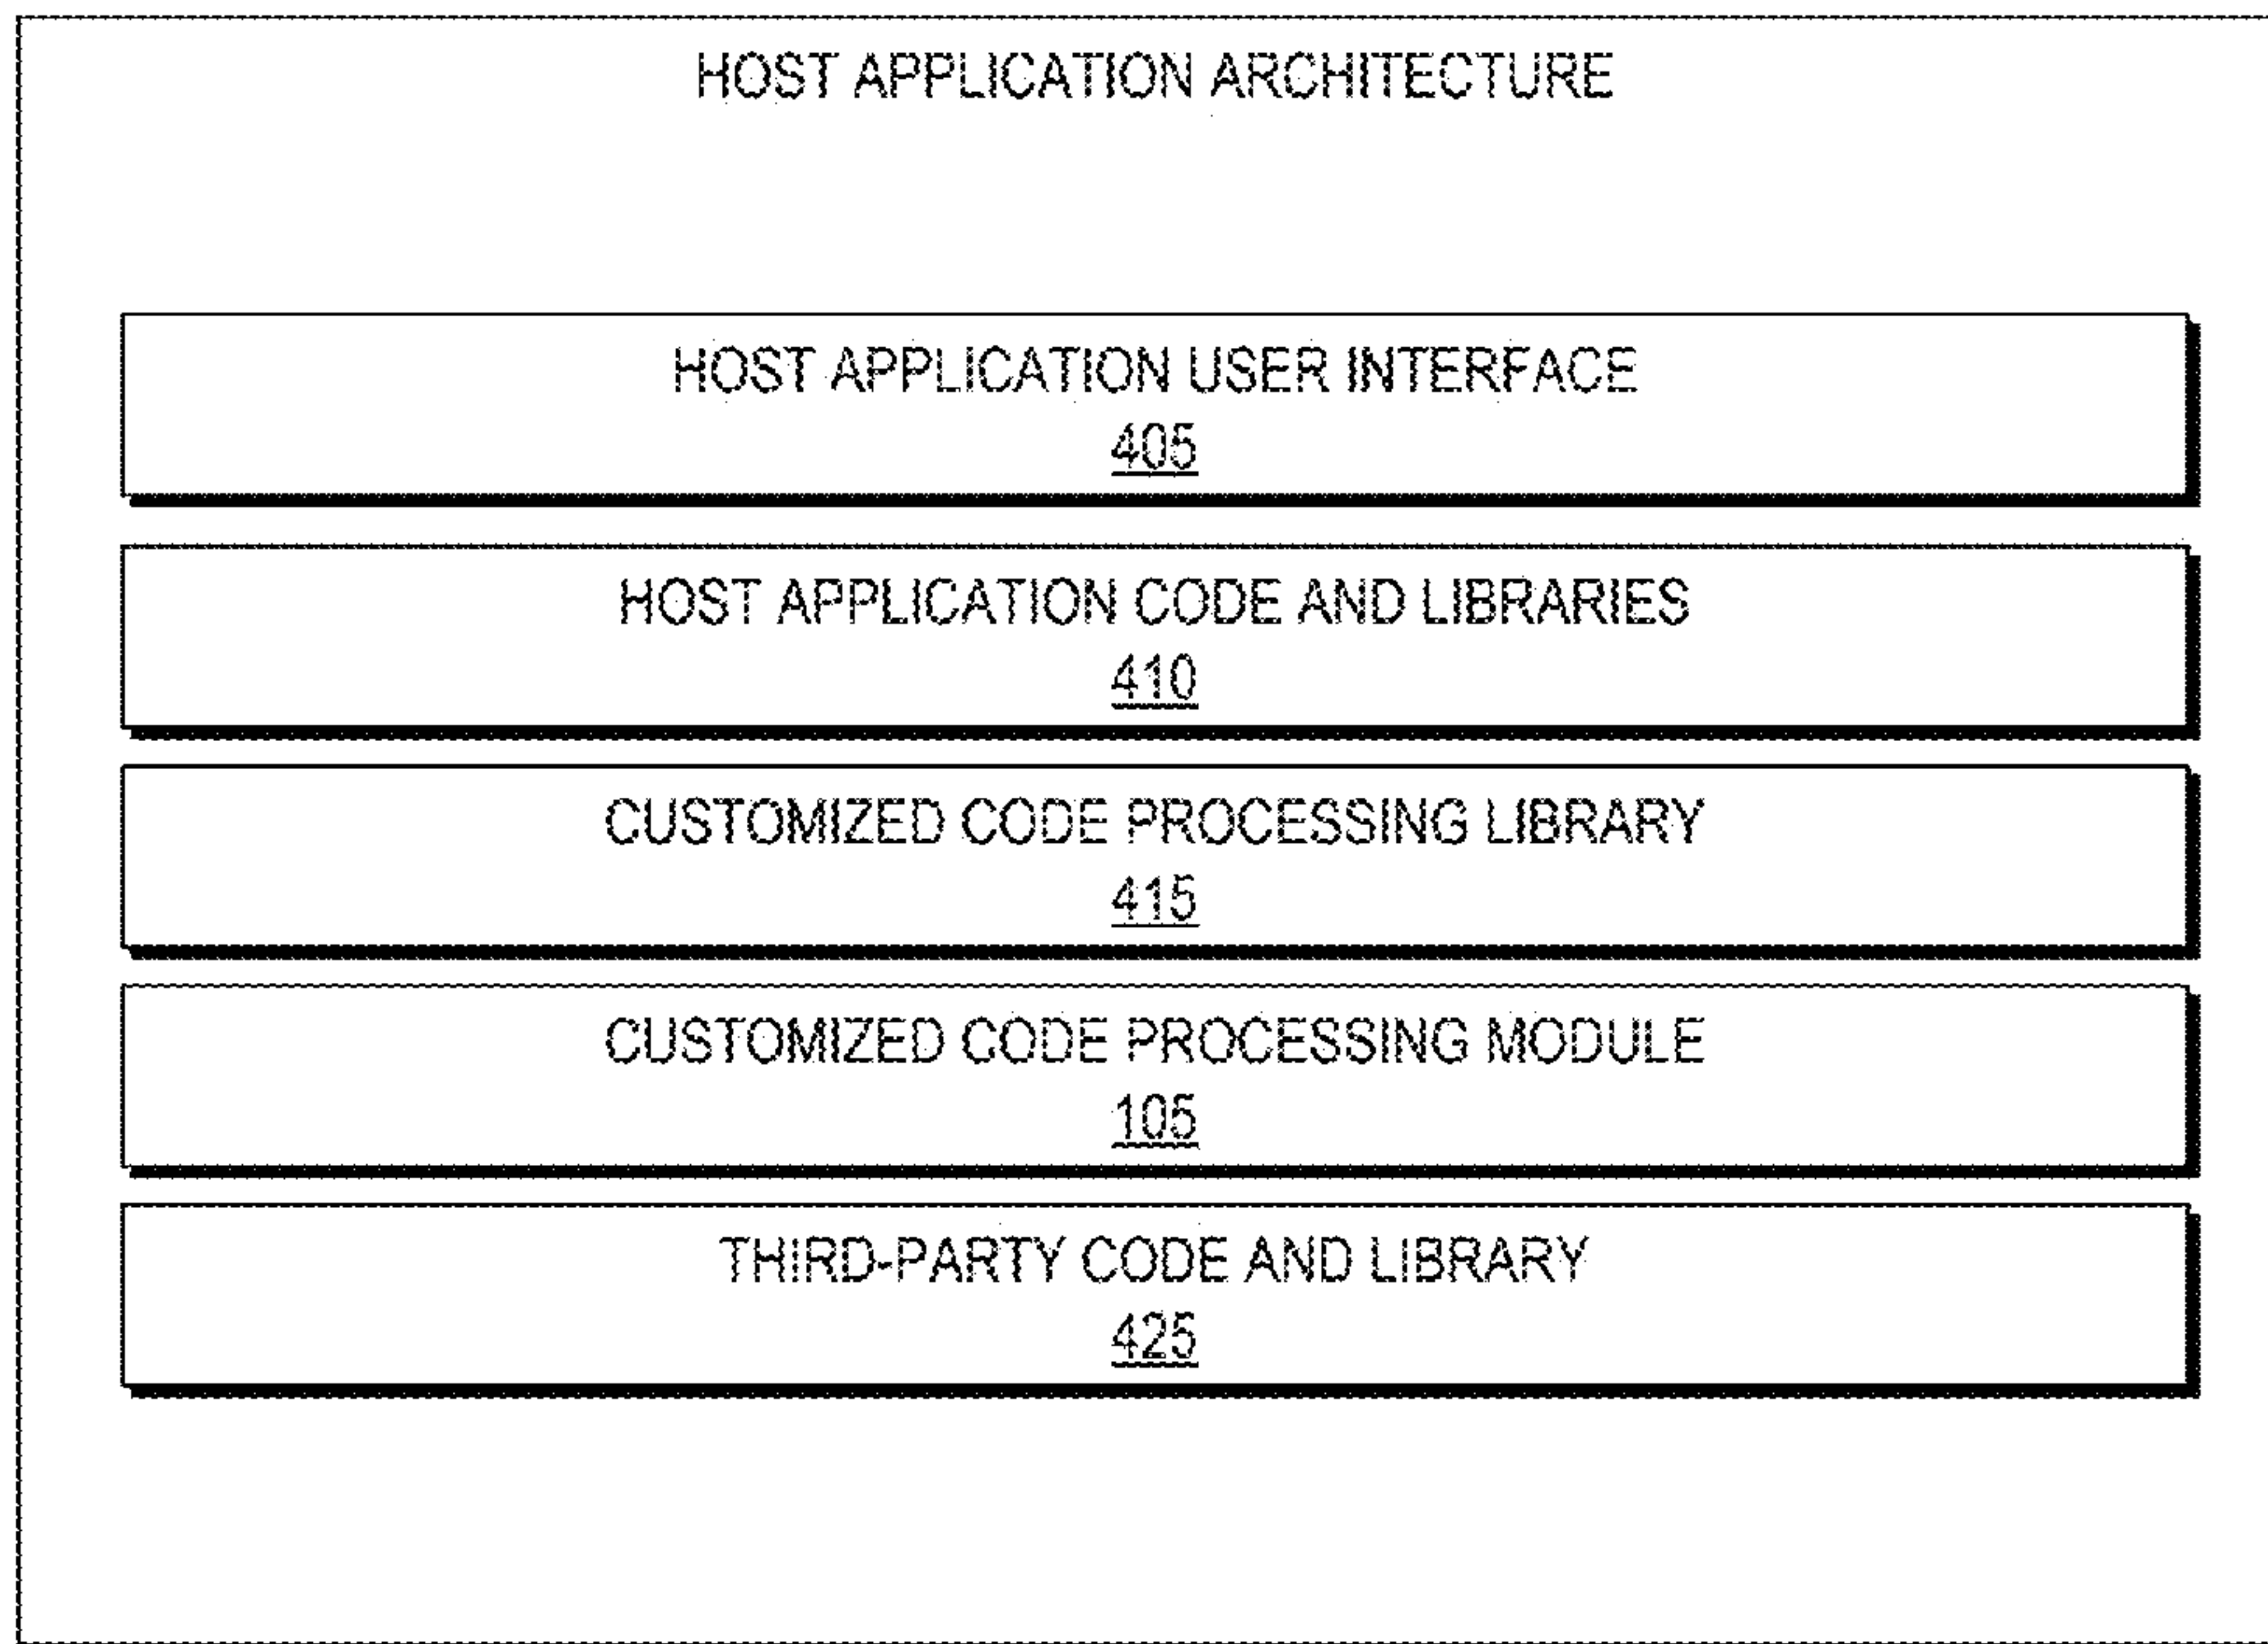 HOST APPLICATION ARCHITECTURE
HOST APPLICATION USER INTERFACE
405
HOST APPLICATION CODE AND LIBRARIES
410
CUSTOMIZED CODE PROCESSING LIBRARY
415
CUSTOMIZED CODE PROCESSING MODULE
105
THIRD-PARTY CODE AND LIBRARY
425